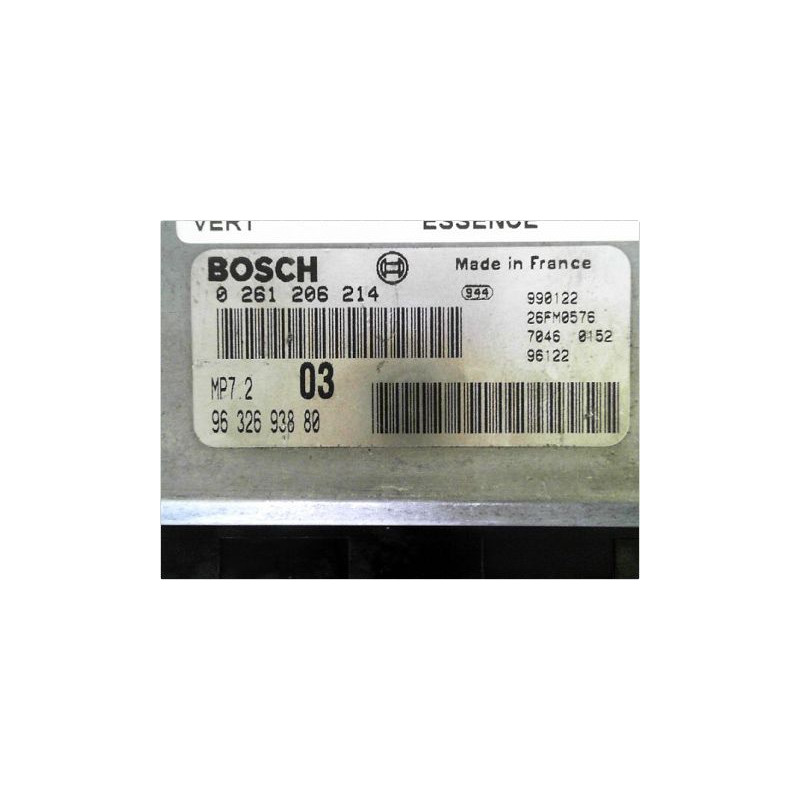 VERT ESSENCE
BOSCH Made in France
0 261 206 214 944 990122
26FM0576
7046 0152
96122
MP7.2 03
96 326 938 80